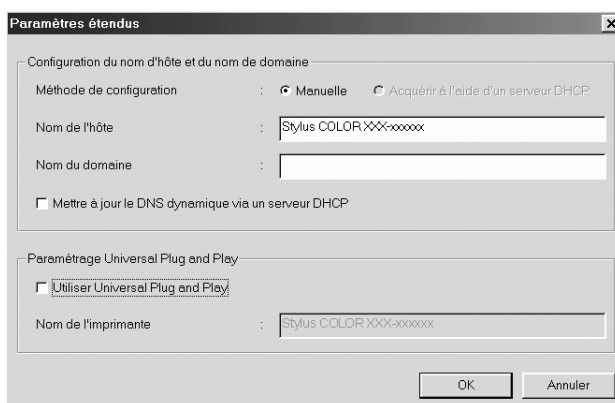 Paramètres étendus
Configuration du nom d'hôte et du nom de domaine
Méthode de configuration : Manuelle Acquérir à l'aide d'un serveur DHCP
Nom de l'hôte : Stylus COLOR XXX-xxxxxx
Nom du domaine :
Mettre à jour le DNS dynamique via un serveur DHCP
Paramétrage Universal Plug and Play
Utiliser Universal Plug and Play
Nom de l'imprimante : Stylus COLOR XXX-xxxxxx
OK Annuler